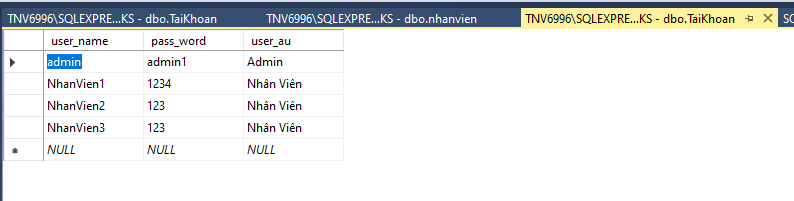 TNV6996\SQLEXPRE...KS - dbo.TaiKhoan TNV6996\SQLEXPRE...KS - dbo.nhanvien TNV6996\SQLEXPRE...KS - dbo.TaiKhoan SQ
user_name pass_word user_au
admin admin1 Admin
NhanVien1 1234 Nhân Viên
NhanVien2 123 Nhân Viên
NhanVien3 123 Nhân Viên
NULL NULL NULL